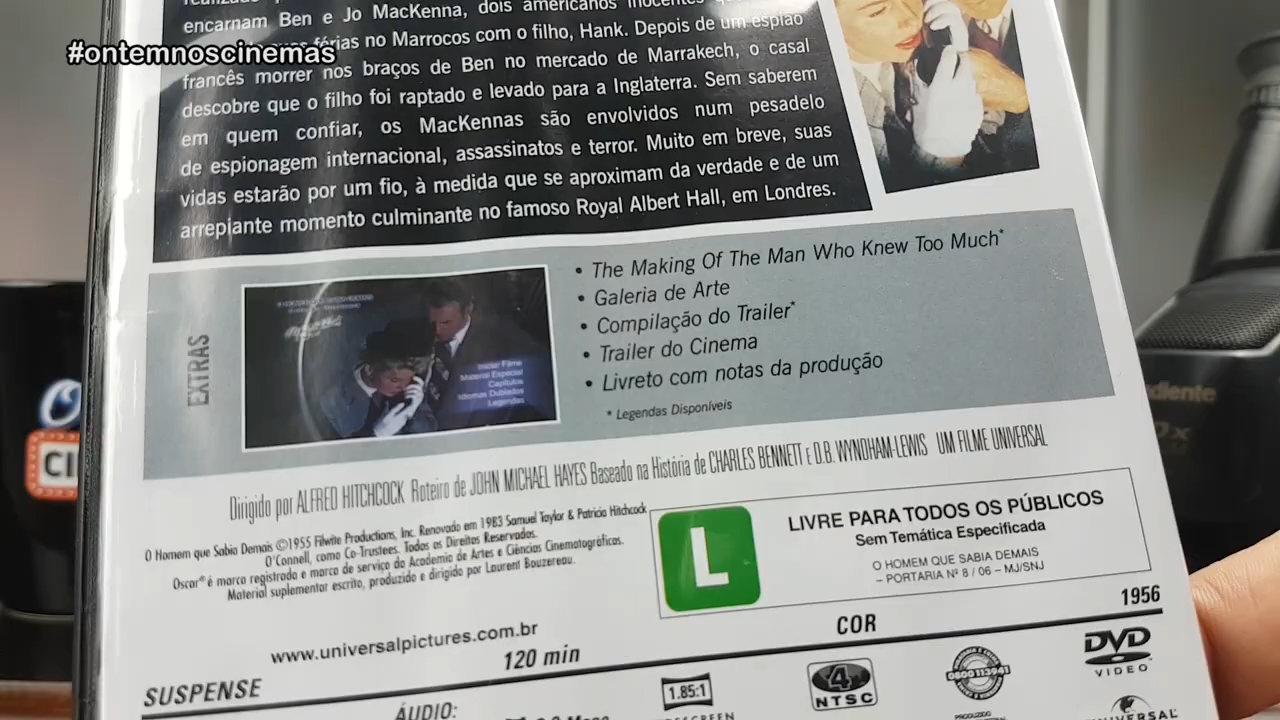 encarnam Ben e Jo MacKenna, dois americanos inocentes
#ontemnoscinemas
férias no Marrocos com o filho, Hank. Depois de um espião
francês morrer nos braços de Ben no mercado de Marrakech, o casal
descobre que o filho foi raptado e levado para a Inglaterra. Sem saberem
em quem confiar, os MacKennas são envolvidos num pesadelo
de espionagem internacional, assassinatos e terror. Muito em breve, suas
vidas estarão por um fio, à medida que se aproximam da verdade e de um
arrepiante momento culminante no famoso Royal Albert Hall, em Londres.
EXTRAS
Iniciar Filme
Material Especial
Capítulos
Idiomas Dublados
Legendas
• The Making Of The Man Who Knew Too Much*
• Galeria de Arte
• Compilação do Trailer*
• Trailer do Cinema
• Livreto com notas da produção
* Legendas Disponíveis
Dirigido por ALFRED HITCHCOCK Roteiro de JOHN MICHAEL HAYES Baseado na História de CHARLES BENNETT e D.B. WYNDHAM-LEWIS UM FILME UNIVERSAL
O Homem que Sabia Demais ©1955 Filwite Productions, Inc. Renovado em 1983 Samuel Taylor & Patricia Hitchcock
O'Connell, como Co-Trustees. Todos os Direitos Reservados.
Oscar® é marca registrada e marca de serviço da Academia de Artes e Ciências Cinematográficas.
Material suplementar escrito, produzido e dirigido por Laurent Bouzereau.
L
LIVRE PARA TODOS OS PÚBLICOS
Sem Temática Especificada
O HOMEM QUE SABIA DEMAIS
– PORTARIA Nº 8 / 06 – MJ/SNJ
www.universalpictures.com.br
1956
COR
120 min
SUSPENSE
ÁUDIO:
1.85:1
4
NTSC
0800113941
DVD
VIDEO